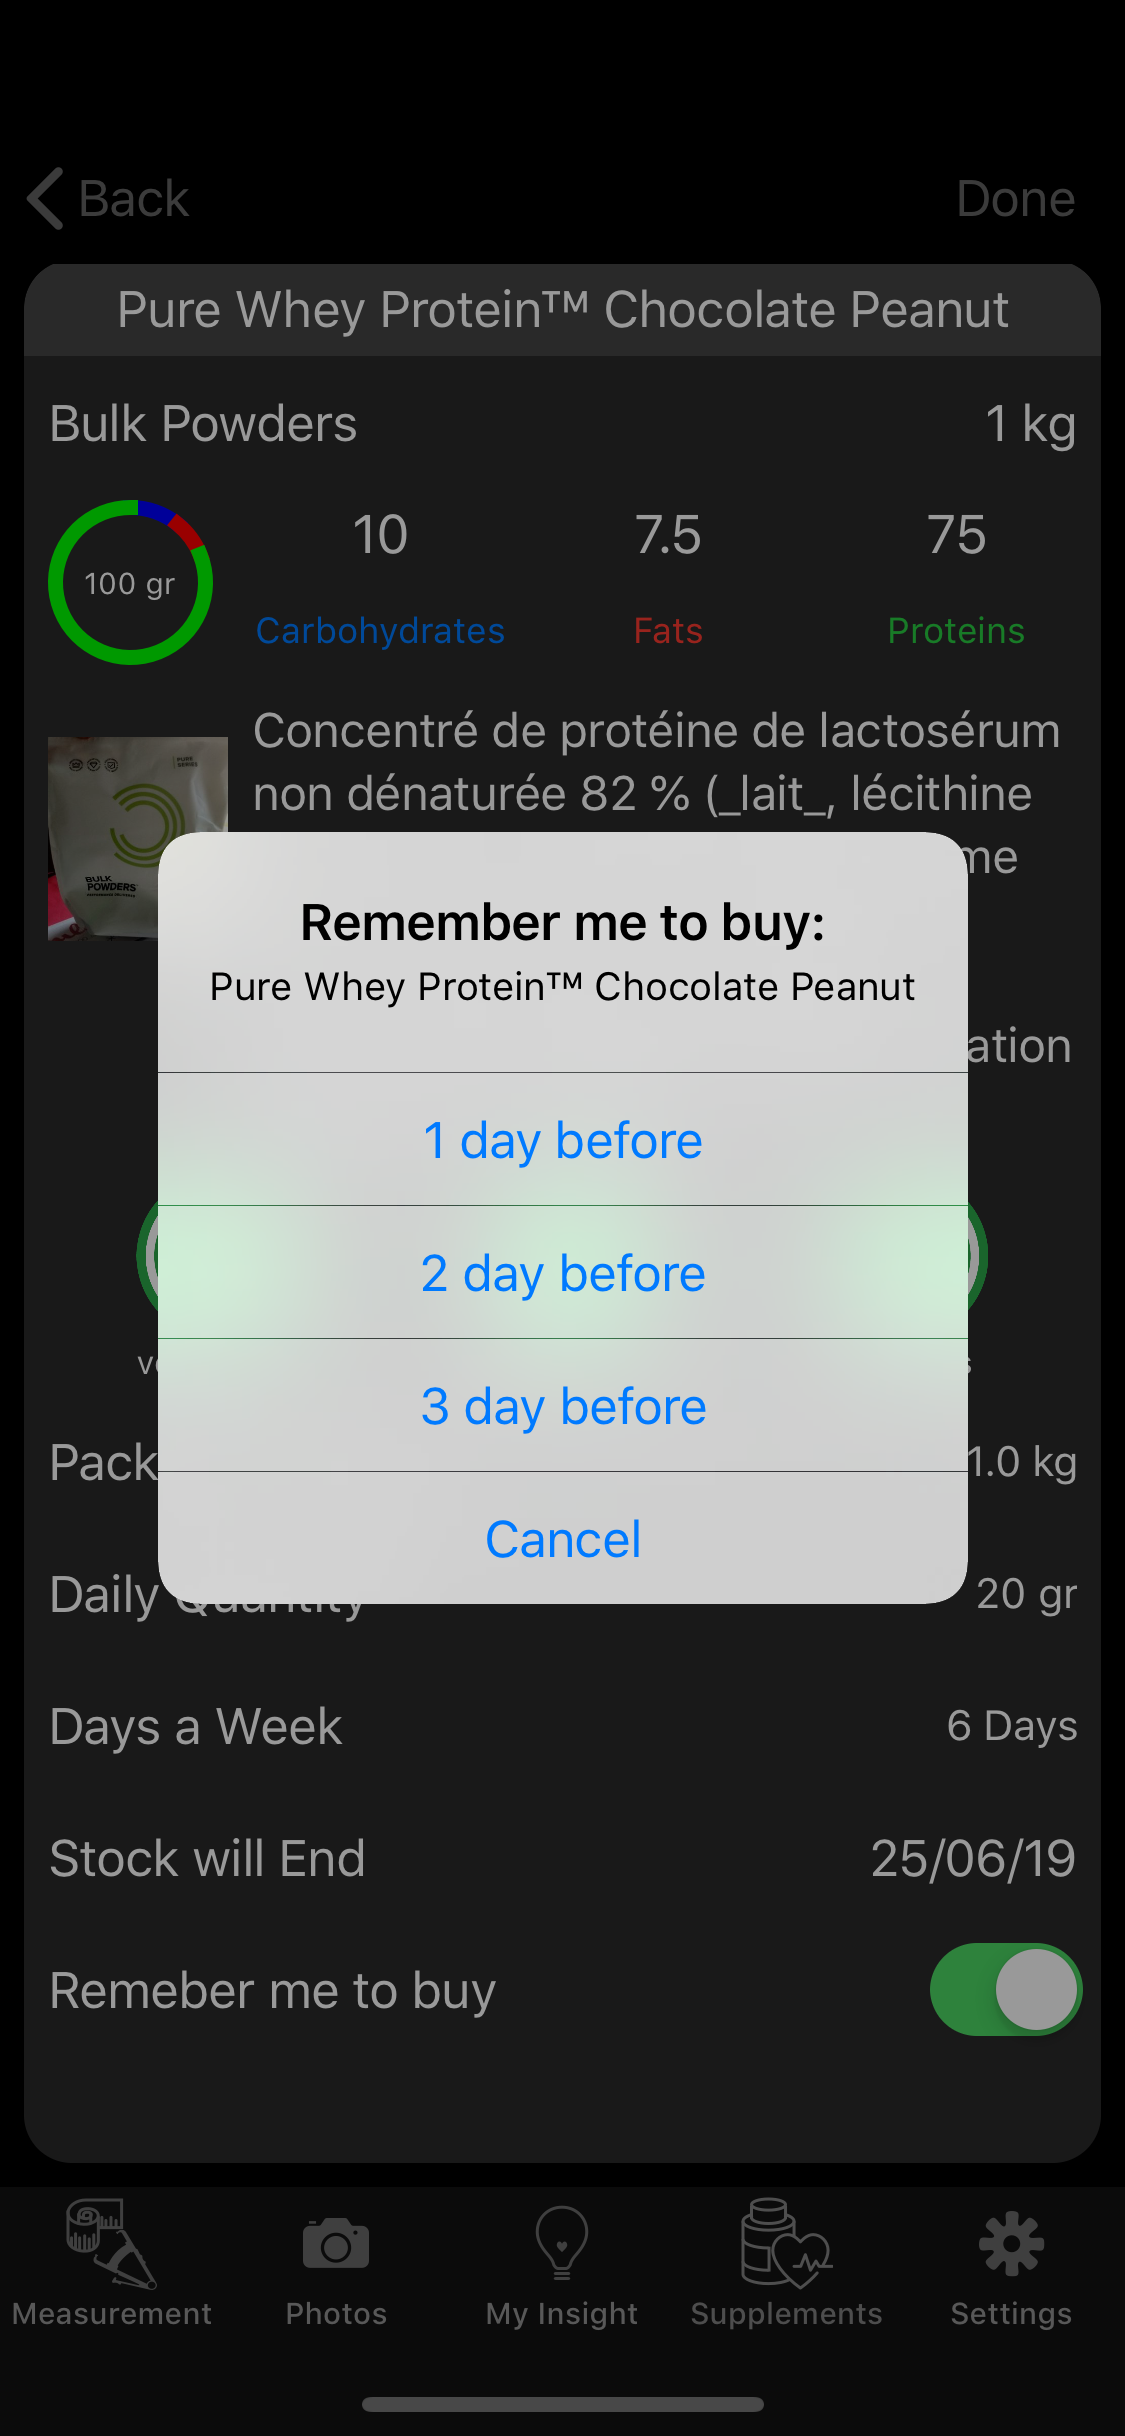 Back
Done
Pure Whey Protein™ Chocolate Peanut
Bulk Powders
1 kg
100 gr
10
7.5
75
Carbohydrates
Fats
Proteins
PURE
SERIES
BULK
POWDERS
Concentré de protéine de lactosérum
non dénaturée 82 % (_lait_, lécithine
me
ation
Remember me to buy:
Pure Whey Protein™ Chocolate Peanut
1 day before
2 day before
3 day before
Cancel
Pack
1.0 kg
Daily Quantity
20 gr
Days a Week
6 Days
Stock will End
25/06/19
Remeber me to buy
Measurement
Photos
My Insight
Supplements
Settings